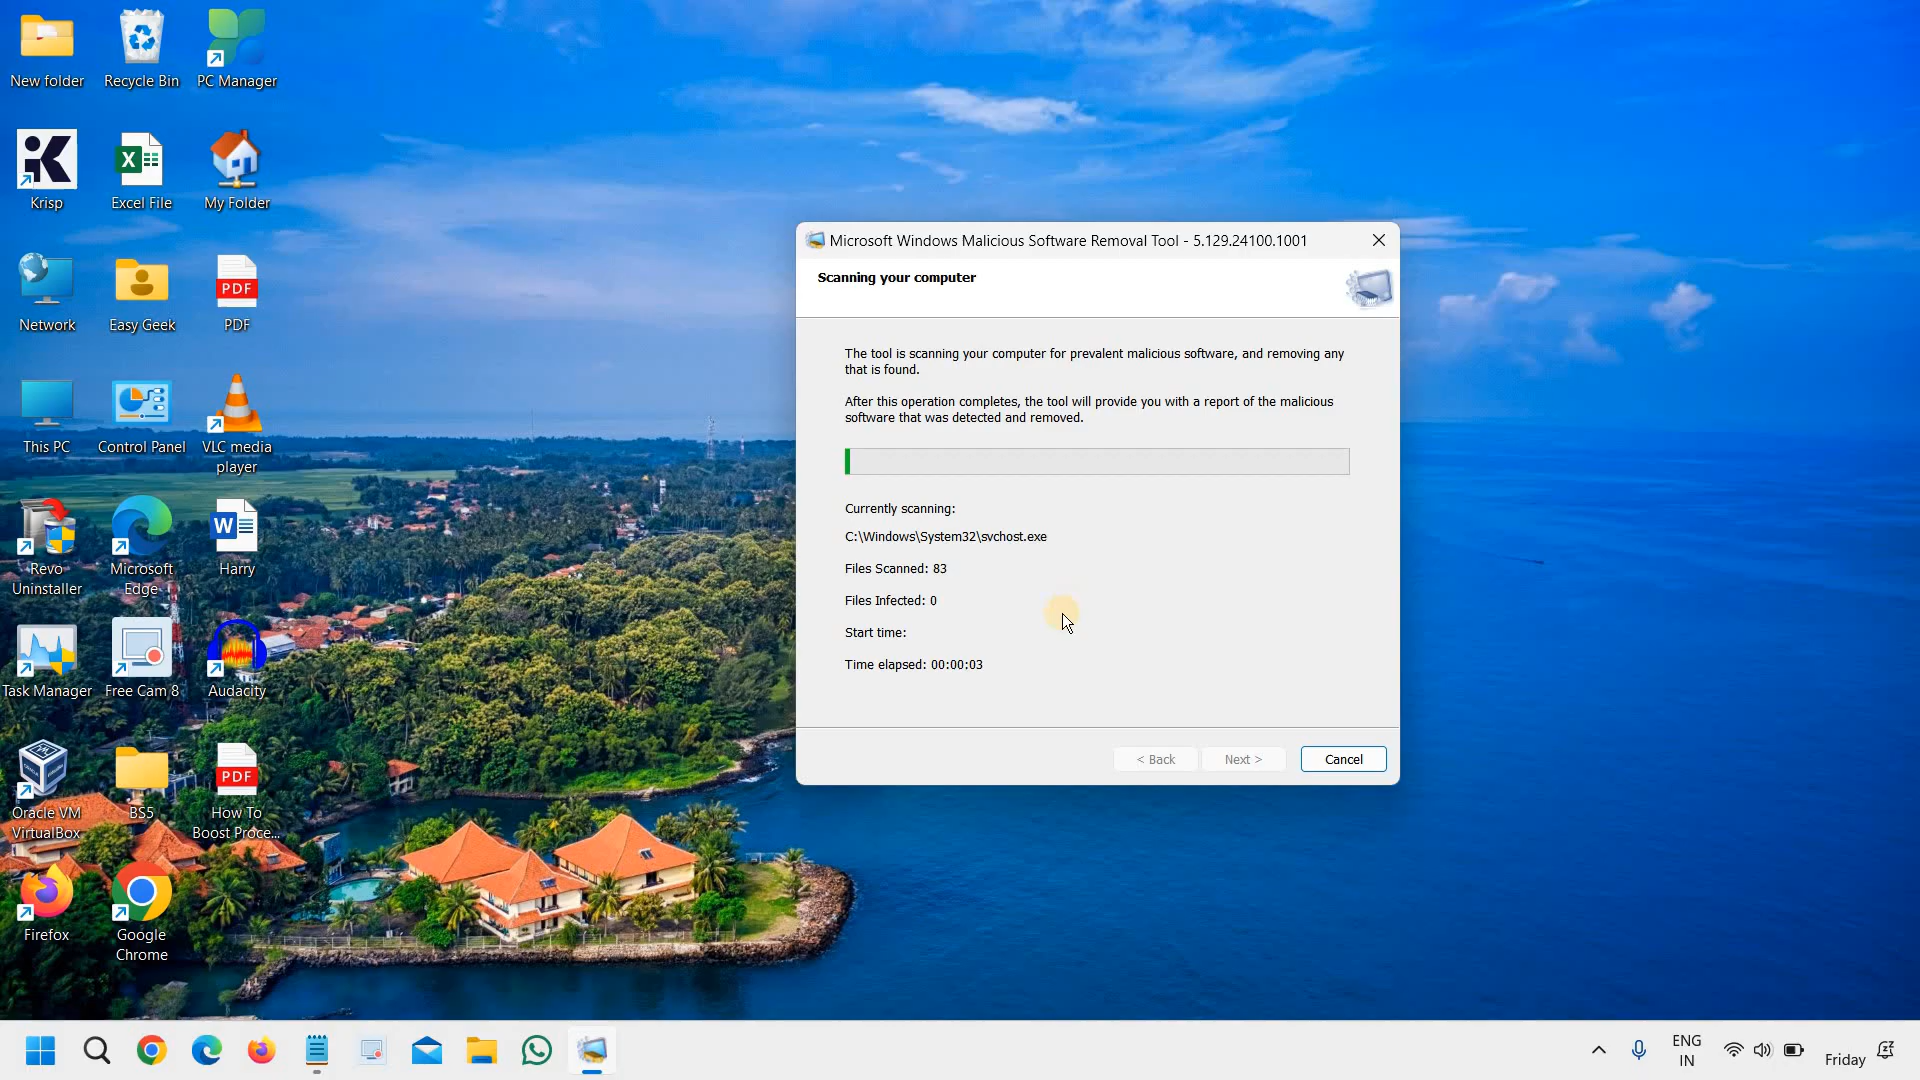 New folder
Recycle Bin
PC Manager
Krisp
Excel File
My Folder
Network
Easy Geek
PDF
PDF
This PC
Control Panel
VLC media
player
Revo
Uninstaller
Microsoft
Edge
Harry
Task Manager
Free Cam 8
Audacity
Oracle VM
VirtualBox
BS5
PDF
How To
Boost Proce...
Firefox
Google
Chrome
Microsoft Windows Malicious Software Removal Tool - 5.129.24100.1001
Scanning your computer
The tool is scanning your computer for prevalent malicious software, and removing any
that is found.
After this operation completes, the tool will provide you with a report of the malicious
software that was detected and removed.
Currently scanning:
C:\Windows\System32\svchost.exe
Files Scanned: 83
Files Infected: 0
Start time:
Time elapsed: 00:00:03
< Back
Next >
Cancel
ENG
IN
Friday